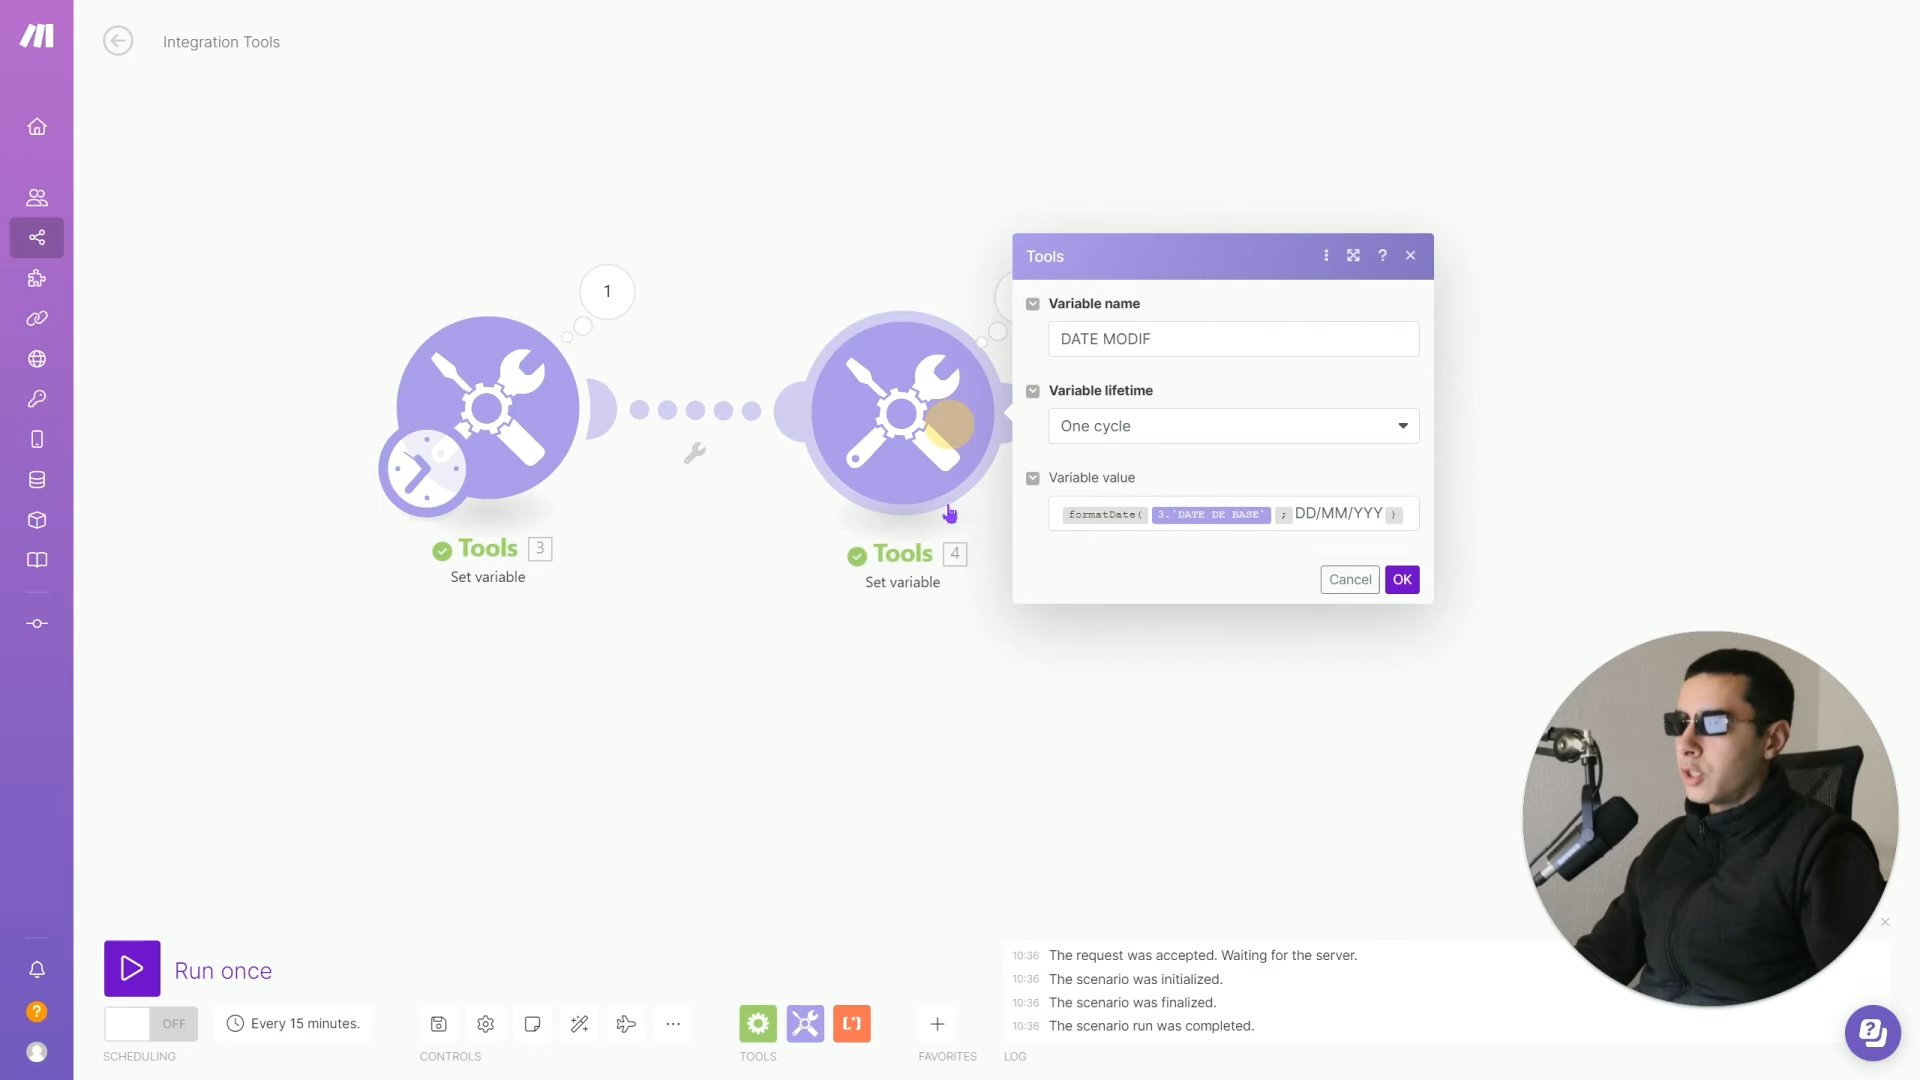 Integration Tools
1
Tools 3
Set variable
Tools 4
Set variable
Tools ?
Variable name
DATE MODIF
Variable lifetime
One cycle
Variable value
formatDate( 3.`DATE DE BASE` ; DD/MM/YYY )
Cancel OK
Run once
OFF
Every 15 minutes.
SCHEDULING
CONTROLS
TOOLS
FAVORITES
LOG
10:36 The request was accepted. Waiting for the server.
10:36 The scenario was initialized.
10:36 The scenario was finalized.
10:36 The scenario run was completed.
?
?